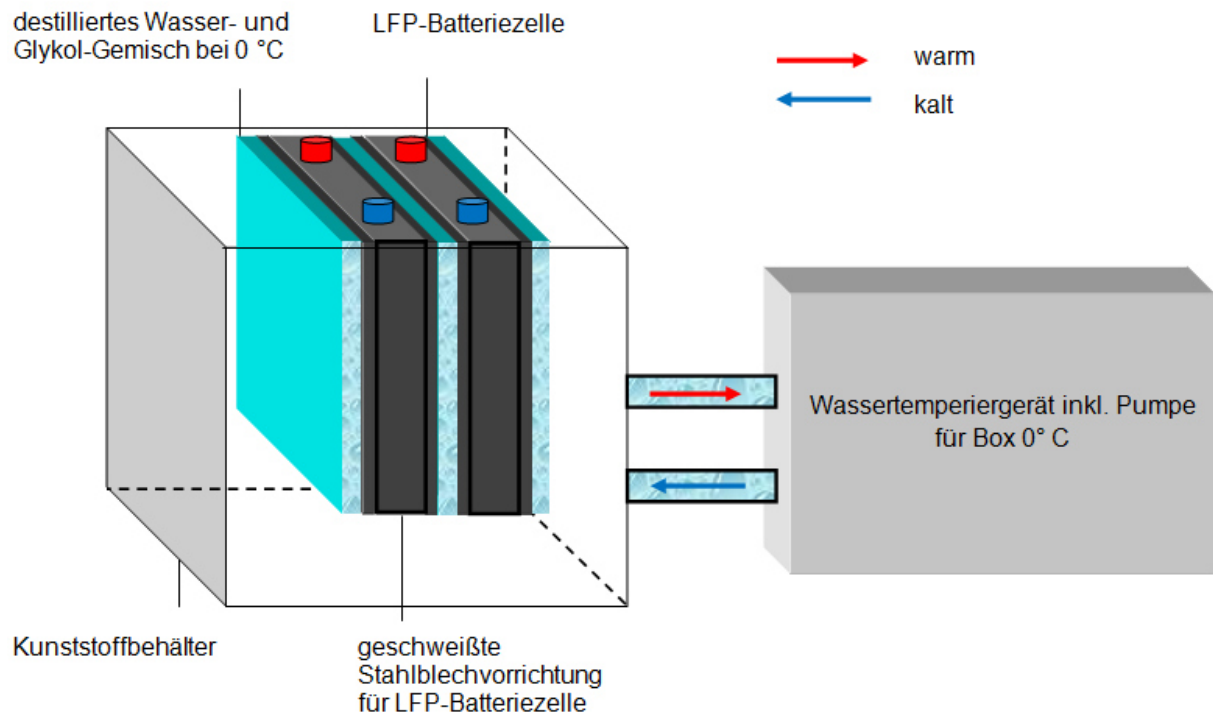 destilliertes Wasser- und
Glykol-Gemisch bei 0 °C
LFP-Batteriezelle
warm
kalt
Wassertemperiergerät inkl. Pumpe
für Box 0° C
Kunststoffbehälter
geschweißte
Stahlblechvorrichtung
für LFP-Batteriezelle